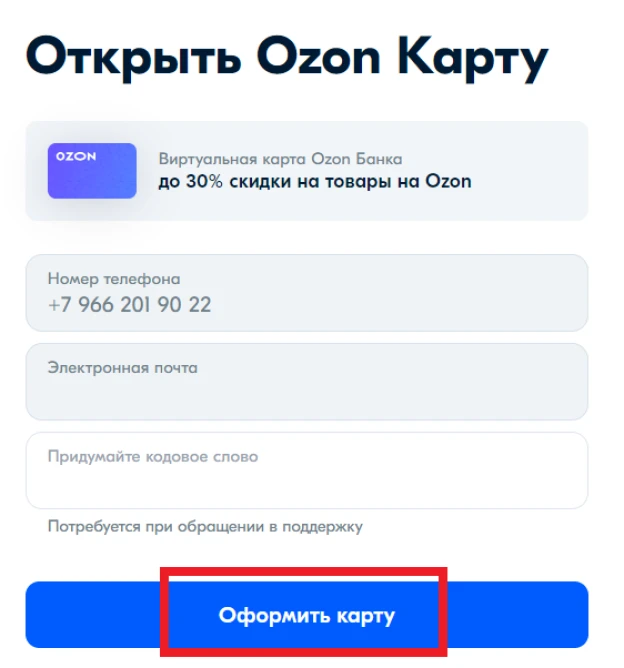 Открыть Ozon Карту
OZON
Виртуальная карта Ozon Банка
до 30% скидки на товары на Ozon
Номер телефона
+7 966 201 90 22
Электронная почта
Придумайте кодовое слово
Потребуется при обращении в поддержку
Оформить карту